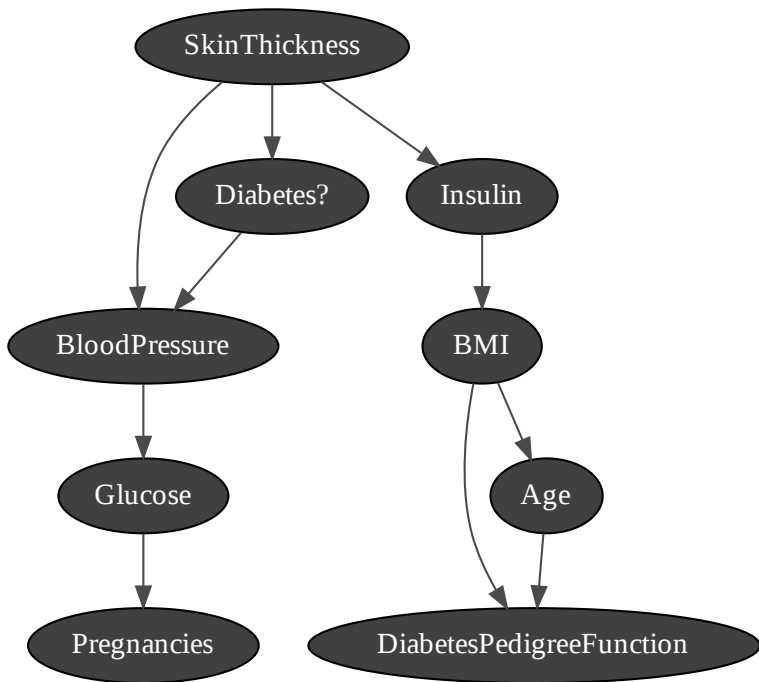 SkinThickness
Diabetes?
Insulin
BloodPressure
BMI
Glucose
Age
Pregnancies
DiabetesPedigreeFunction